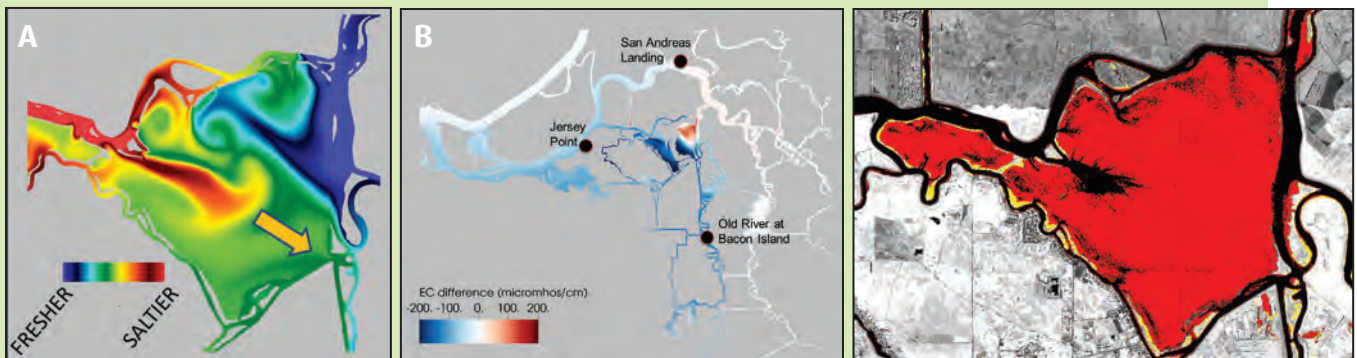 A
FRESHER
SALTIER
B
San Andreas
Landing
Jersey
Point
Old River at
Bacon Island
EC difference (micromhos/cm)
-200. -100. 0. 100. 200.